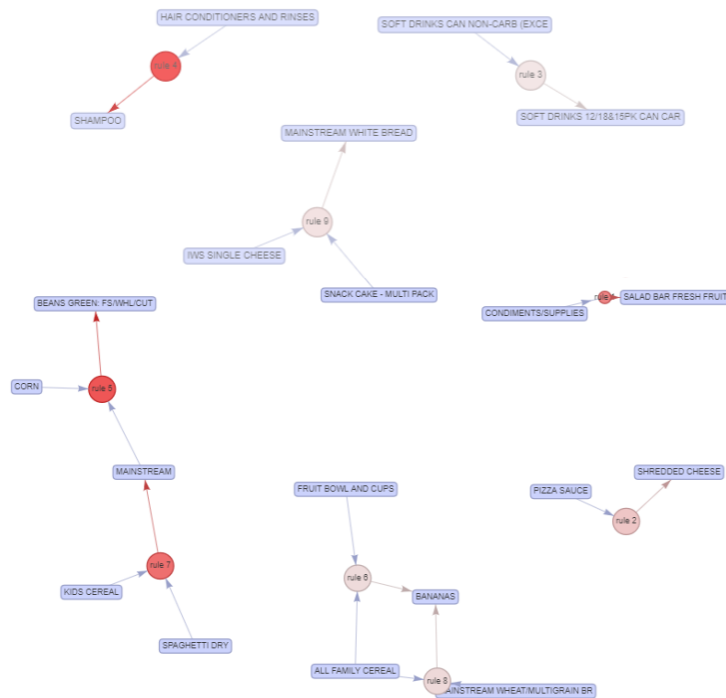 HAIR CONDITIONERS AND RINSES
SOFT DRINKS CAN NON-CARB (EXCE
rule 4
rule 3
SHAMPOO
SOFT DRINKS 12/18&15PK CAN CAR
MAINSTREAM WHITE BREAD
rule 9
IWS SINGLE CHEESE
SNACK CAKE - MULTI PACK
BEANS GREEN: FS/WHL/CUT
rule
SALAD BAR FRESH FRUIT
CONDIMENTS/SUPPLIES
CORN
rule 5
MAINSTREAM
SHREDDED CHEESE
FRUIT BOWL AND CUPS
PIZZA SAUCE
rule 2
rule 7
rule 6
KIDS CEREAL
BANANAS
SPAGHETTI DRY
ALL FAMILY CEREAL
rule 8
AINSTREAM WHEAT/MULTIGRAIN BR